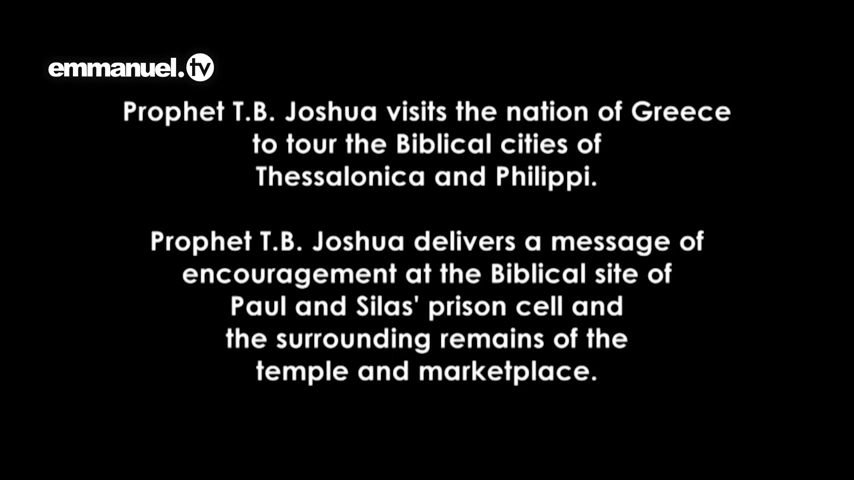 emmanuel.tv
Prophet T.B. Joshua visits the nation of Greece
to tour the Biblical cities of
Thessalonica and Philippi.
Prophet T.B. Joshua delivers a message of
encouragement at the Biblical site of
Paul and Silas' prison cell and
the surrounding remains of the
temple and marketplace.